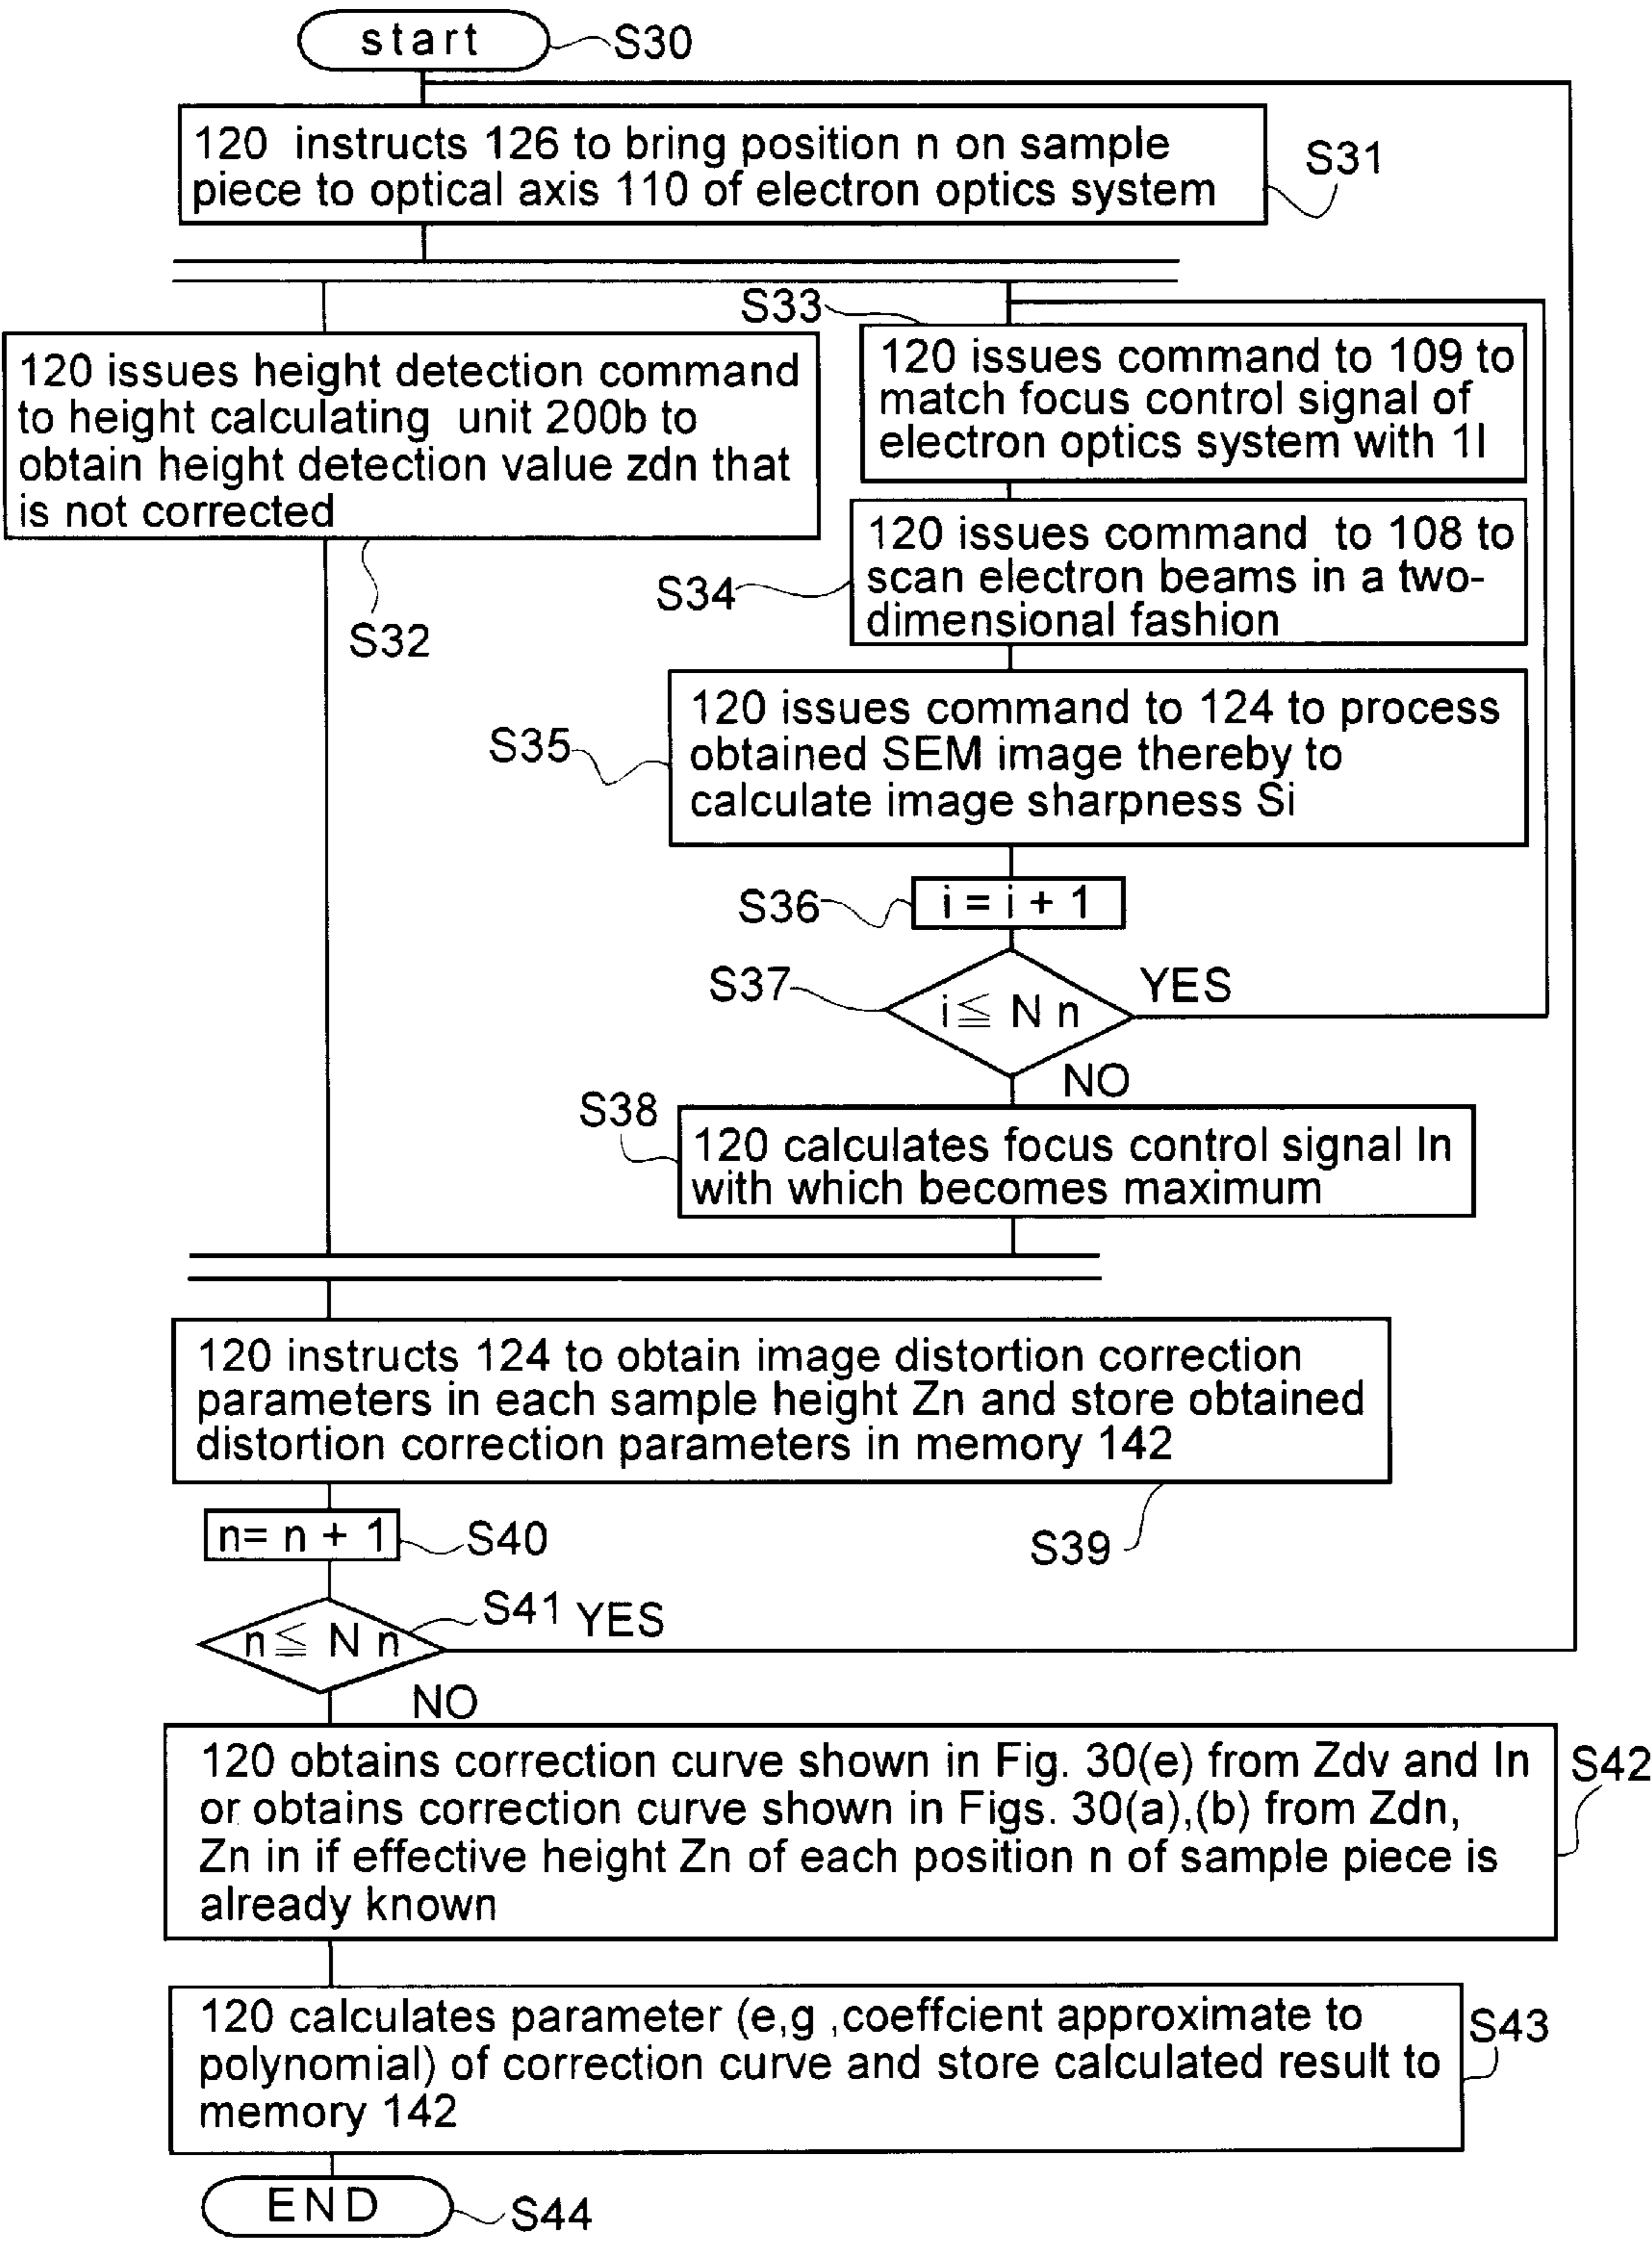 start
S30
120 instructs 126 to bring position n on sample
piece to optical axis 110 of electron optics system
S31
120 issues height detection command
to height calculating unit 200b to
obtain height detection value zdn that
is not corrected
S32
S33
120 issues command to 109 to
match focus control signal of
electron optics system with 1I
120 issues command to 108 to
scan electron beams in a two-
dimensional fashion
S34
120 issues command to 124 to process
obtained SEM image thereby to
calculate image sharpness Si
S35
S36
i = i + 1
S37
i ≦ N n
YES
NO
S38
120 calculates focus control signal In
with which becomes maximum
120 instructs 124 to obtain image distortion correction
parameters in each sample height Zn and store obtained
distortion correction parameters in memory 142
S39
n= n + 1
S40
S41
YES
n ≦ N n
NO
120 obtains correction curve shown in Fig. 30(e) from Zdv and In
or obtains correction curve shown in Figs. 30(a),(b) from Zdn,
Zn in if effective height Zn of each position n of sample piece is
already known
S42
120 calculates parameter (e,g ,coeffcient approximate to
polynomial) of correction curve and store calculated result to
memory 142
S43
END
S44